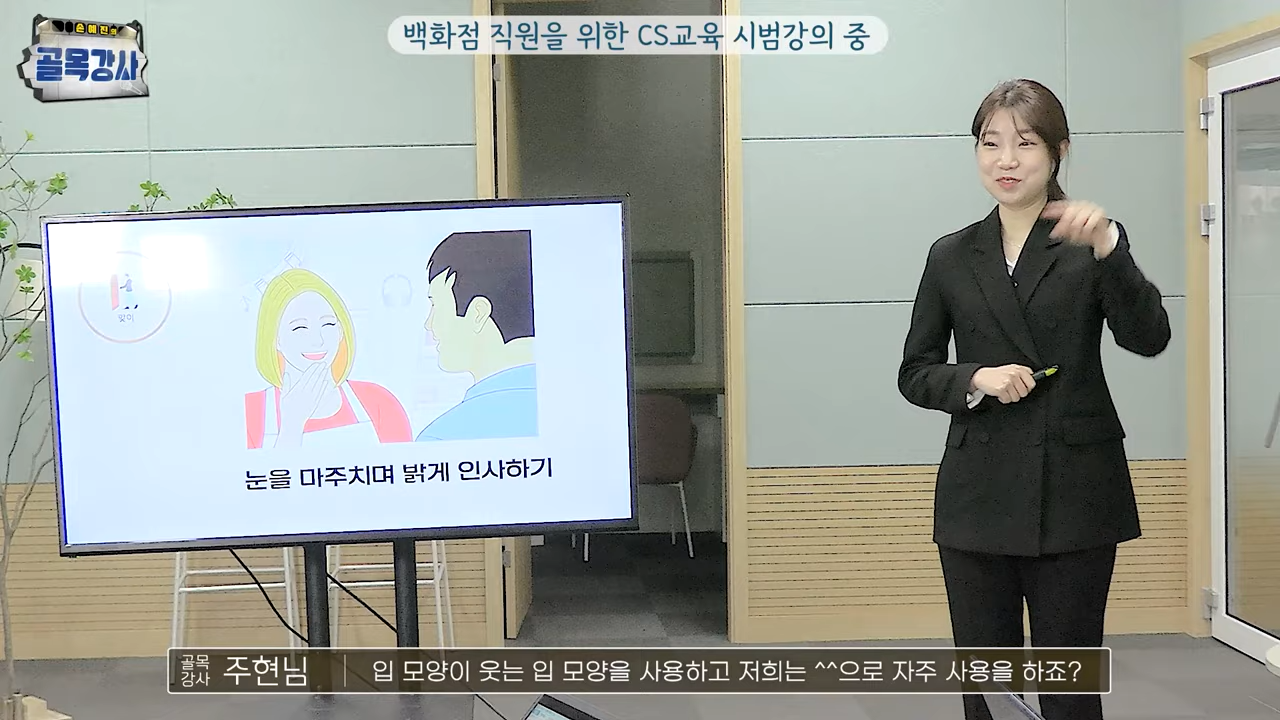 손혜진의
골목강사
백화점 직원을 위한 CS교육 시범강의 중
맞이
눈을 마주치며 밝게 인사하기
골목
강사
주현님
입 모양이 웃는 입 모양을 사용하고 저희는 ^^으로 자주 사용을 하죠?